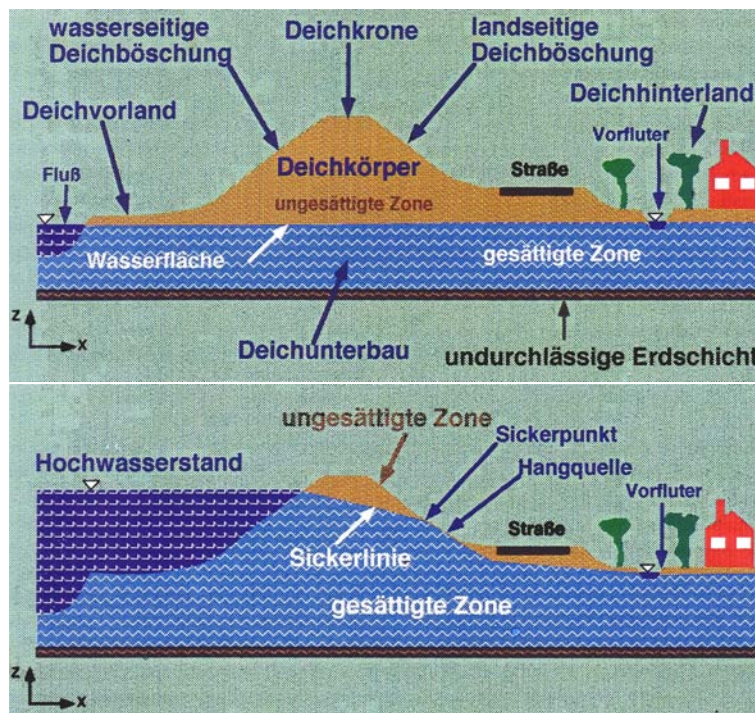 wasserseitige
Deichböschung
Deichkrone
landseitige
Deichböschung
Deichvorland
Deichhinterland
Fluß
Deichkörper
Straße
Vorfluter
ungesättigte Zone
Wasserfläche
gesättigte Zone
z
x
Deichunterbau
undurchlässige Erdschicht
ungesättigte Zone
Sickerpunkt
Hochwasserstand
Hangquelle
Vorfluter
Straße
Sickerlinie
gesättigte Zone
z
x